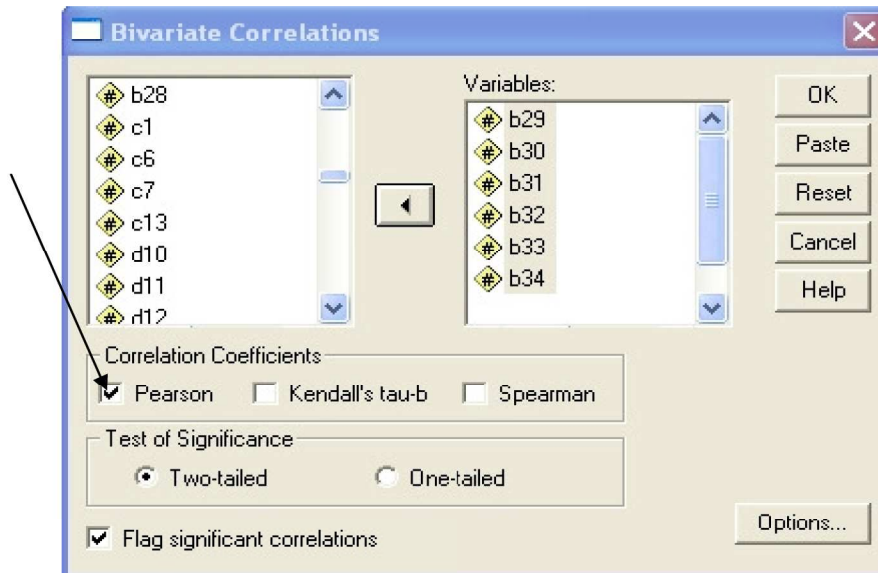 Bivariate Correlations
b28
c1
c6
c7
c13
d10
d11
d12
Variables:
b29
b30
b31
b32
b33
b34
OK
Paste
Reset
Cancel
Help
Correlation Coefficients
Pearson Kendall's tau-b Spearman
Test of Significance
Two-tailed One-tailed
Flag significant correlations
Options...